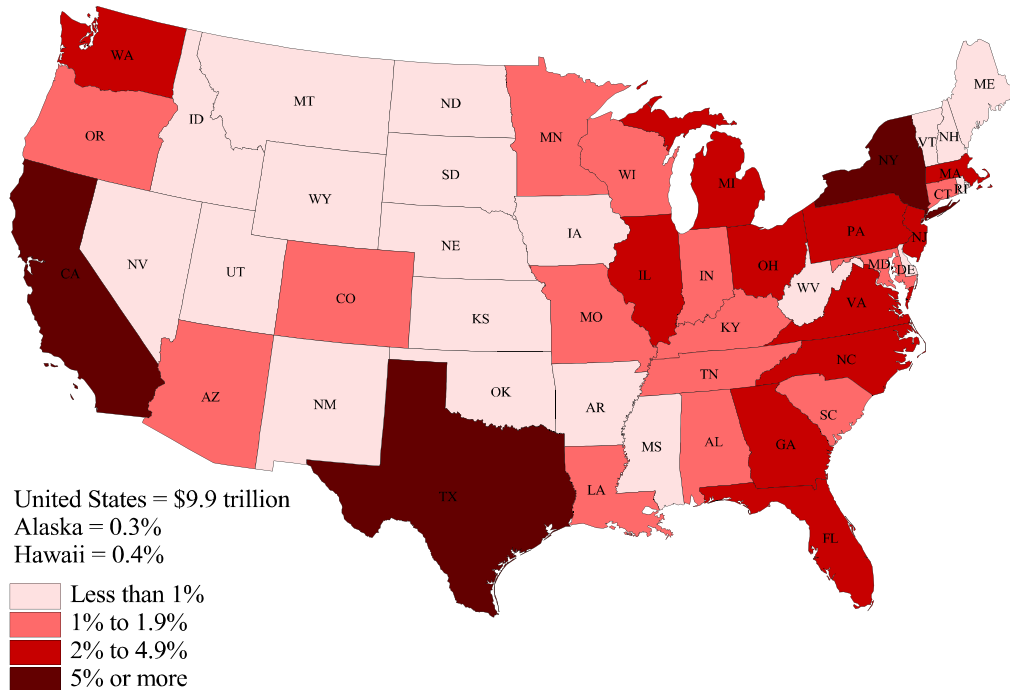 WA
ME
MT
ND
ID
MN
OR
VT
NH
NY
SD
WI
MA
MI
CT
RI
WY
IA
PA
NE
NJ
OH
NV
MD
DE
UT
CA
IL
IN
WV
CO
VA
KS
MO
KY
NC
TN
OK
AZ
NM
AR
SC
MS
AL
GA
LA
TX
FL
United States = $9.9 trillion
Alaska = 0.3%
Hawaii = 0.4%
Less than 1%
1% to 1.9%
2% to 4.9%
5% or more